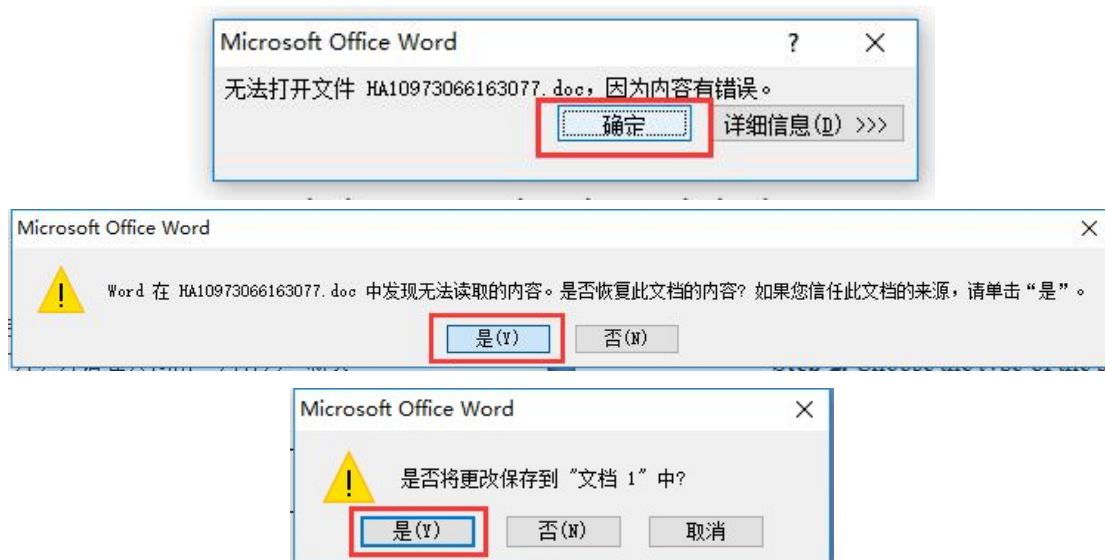 Microsoft Office Word
无法打开文件 HA10973066163077.doc，因为内容有错误。
确定 详细信息(D) >>>
Microsoft Office Word
Word 在 HA10973066163077.doc 中发现无法读取的内容。是否恢复此文档的内容? 如果您信任此文档的来源，请单击“是”。
是(Y) 否(N)
Microsoft Office Word
是否将更改保存到 "文档 1" 中?
是(Y) 否(N) 取消